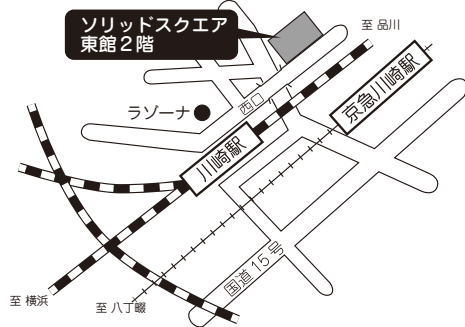 ソリッドスクエア
東館2階
至 品川
京急川崎駅
西口
ラゾーナ
川崎駅
国道15号
至 横浜
至 八丁畷